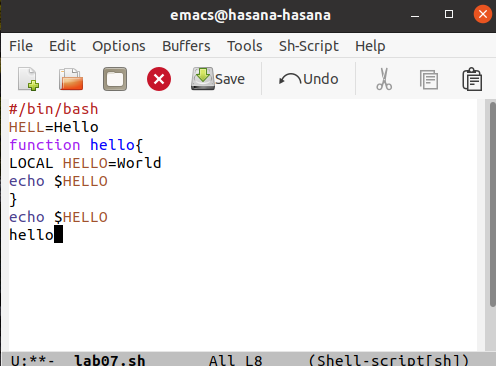 emacs@hasana-hasana
File Edit Options Buffers Tools Sh-Script Help
Save Undo
#/bin/bash
HELL=Hello
function hello{
LOCAL HELLO=World
echo $HELLO
}
echo $HELLO
hello
U:**- lab07.sh All L8 (Shell-script[sh])